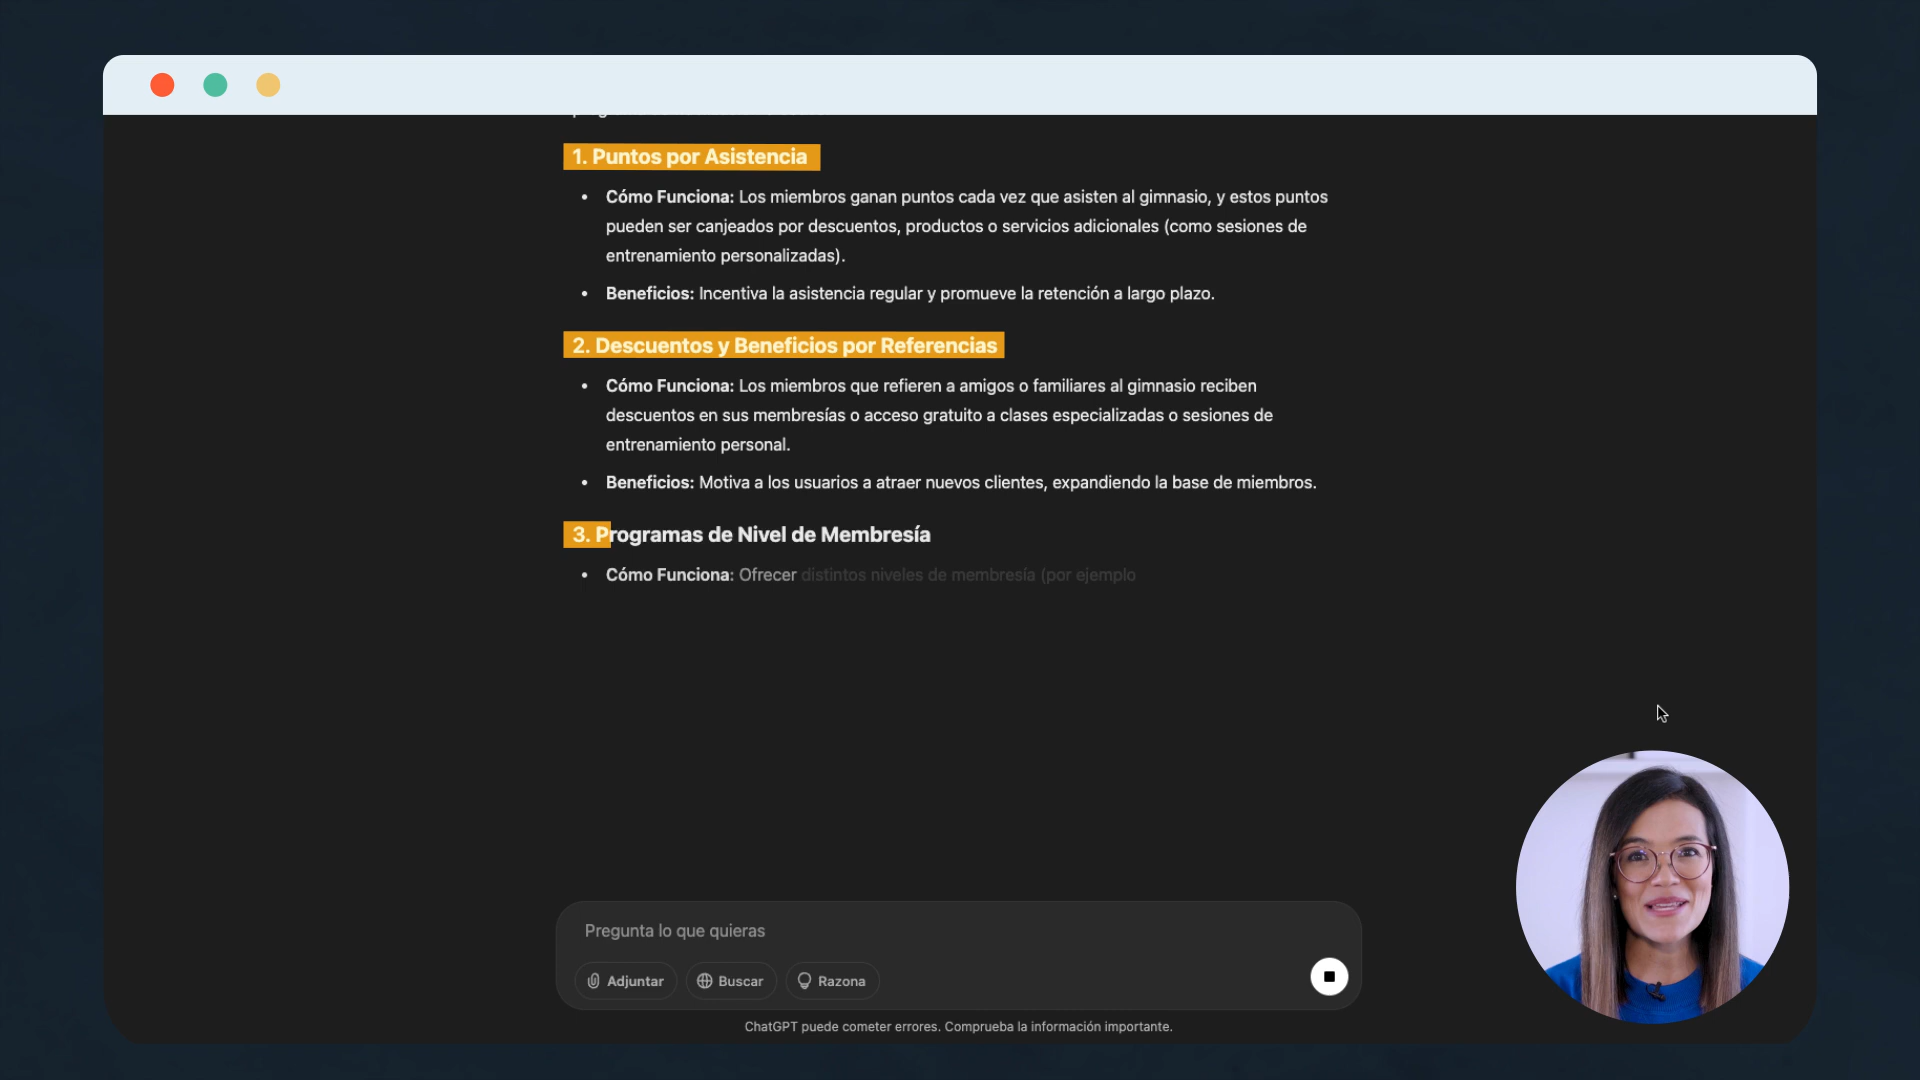 1. Puntos por Asistencia
Cómo Funciona: Los miembros ganan puntos cada vez que asisten al gimnasio, y estos puntos
pueden ser canjeados por descuentos, productos o servicios adicionales (como sesiones de
entrenamiento personalizadas).
Beneficios: Incentiva la asistencia regular y promueve la retención a largo plazo.
2. Descuentos y Beneficios por Referencias
Cómo Funciona: Los miembros que refieren a amigos o familiares al gimnasio reciben
descuentos en sus membresías o acceso gratuito a clases especializadas o sesiones de
entrenamiento personal.
Beneficios: Motiva a los usuarios a atraer nuevos clientes, expandiendo la base de miembros.
3. Programas de Nivel de Membresía
Cómo Funciona: Ofrecer distintos niveles de membresía (por ejemplo
Pregunta lo que quieras
Adjuntar Buscar Razona
ChatGPT puede cometer errores. Comprueba la información importante.